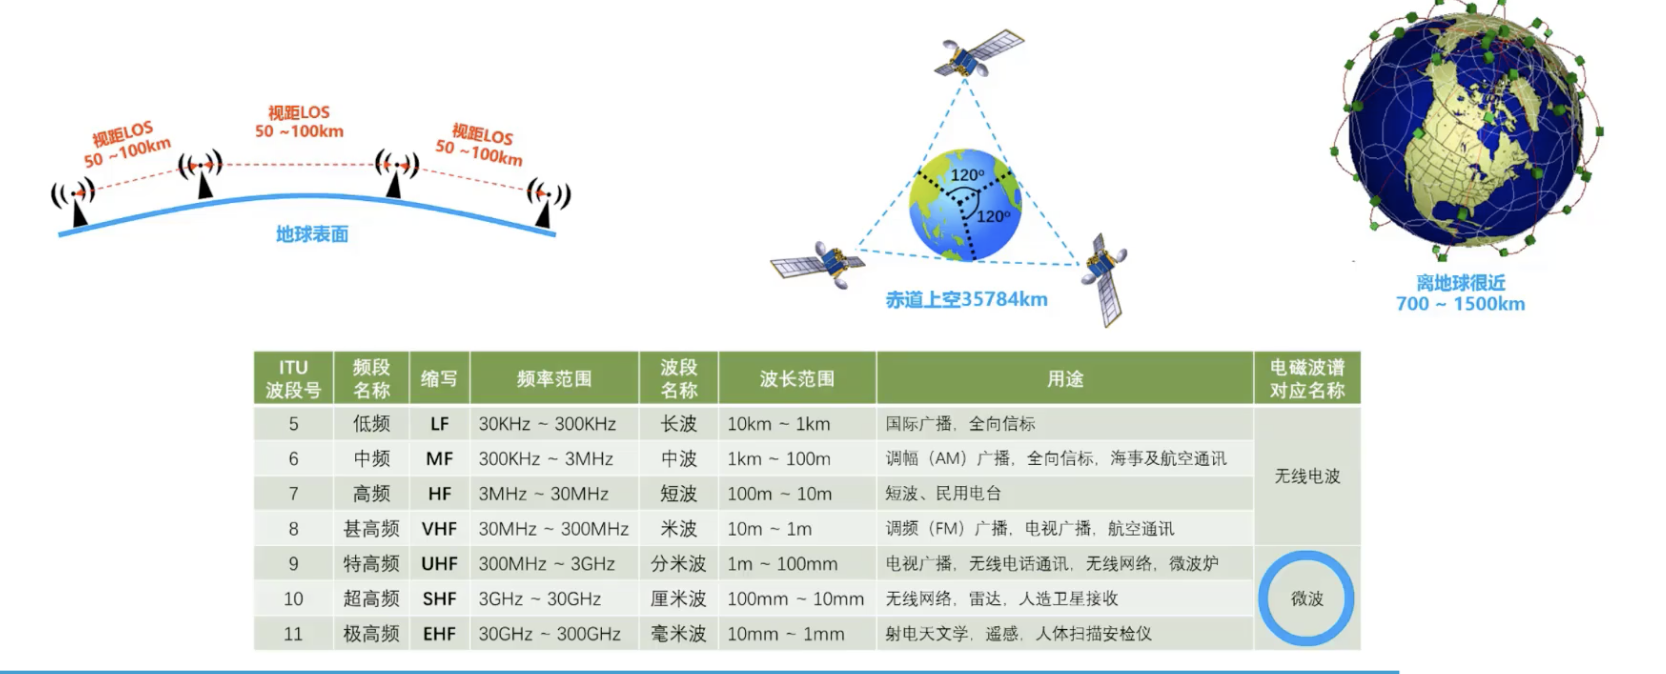 视距LOS
50 ~100km
视距LOS
50 ~100km
视距LOS
50 ~100km
地球表面
120°
120°
赤道上空35784km
离地球很近
700 ~ 1500km
ITU
波段号
频段
名称
缩写
频率范围
波段
名称
波长范围
用途
电磁波谱
对应名称
5 低频 LF 30KHz ~ 300KHz 长波 10km ~ 1km 国际广播，全向信标
6 中频 MF 300KHz ~ 3MHz 中波 1km ~ 100m 调幅（AM）广播，全向信标，海事及航空通讯
7 高频 HF 3MHz ~ 30MHz 短波 100m ~ 10m 短波、民用电台
8 甚高频 VHF 30MHz ~ 300MHz 米波 10m ~ 1m 调频（FM）广播，电视广播，航空通讯
无线电波
9 特高频 UHF 300MHz ~ 3GHz 分米波 1m ~ 100mm 电视广播，无线电话通讯，无线网络，微波炉
10 超高频 SHF 3GHz ~ 30GHz 厘米波 100mm ~ 10mm 无线网络，雷达，人造卫星接收
11 极高频 EHF 30GHz ~ 300GHz 毫米波 10mm ~ 1mm 射电天文学，遥感，人体扫描安检仪
微波